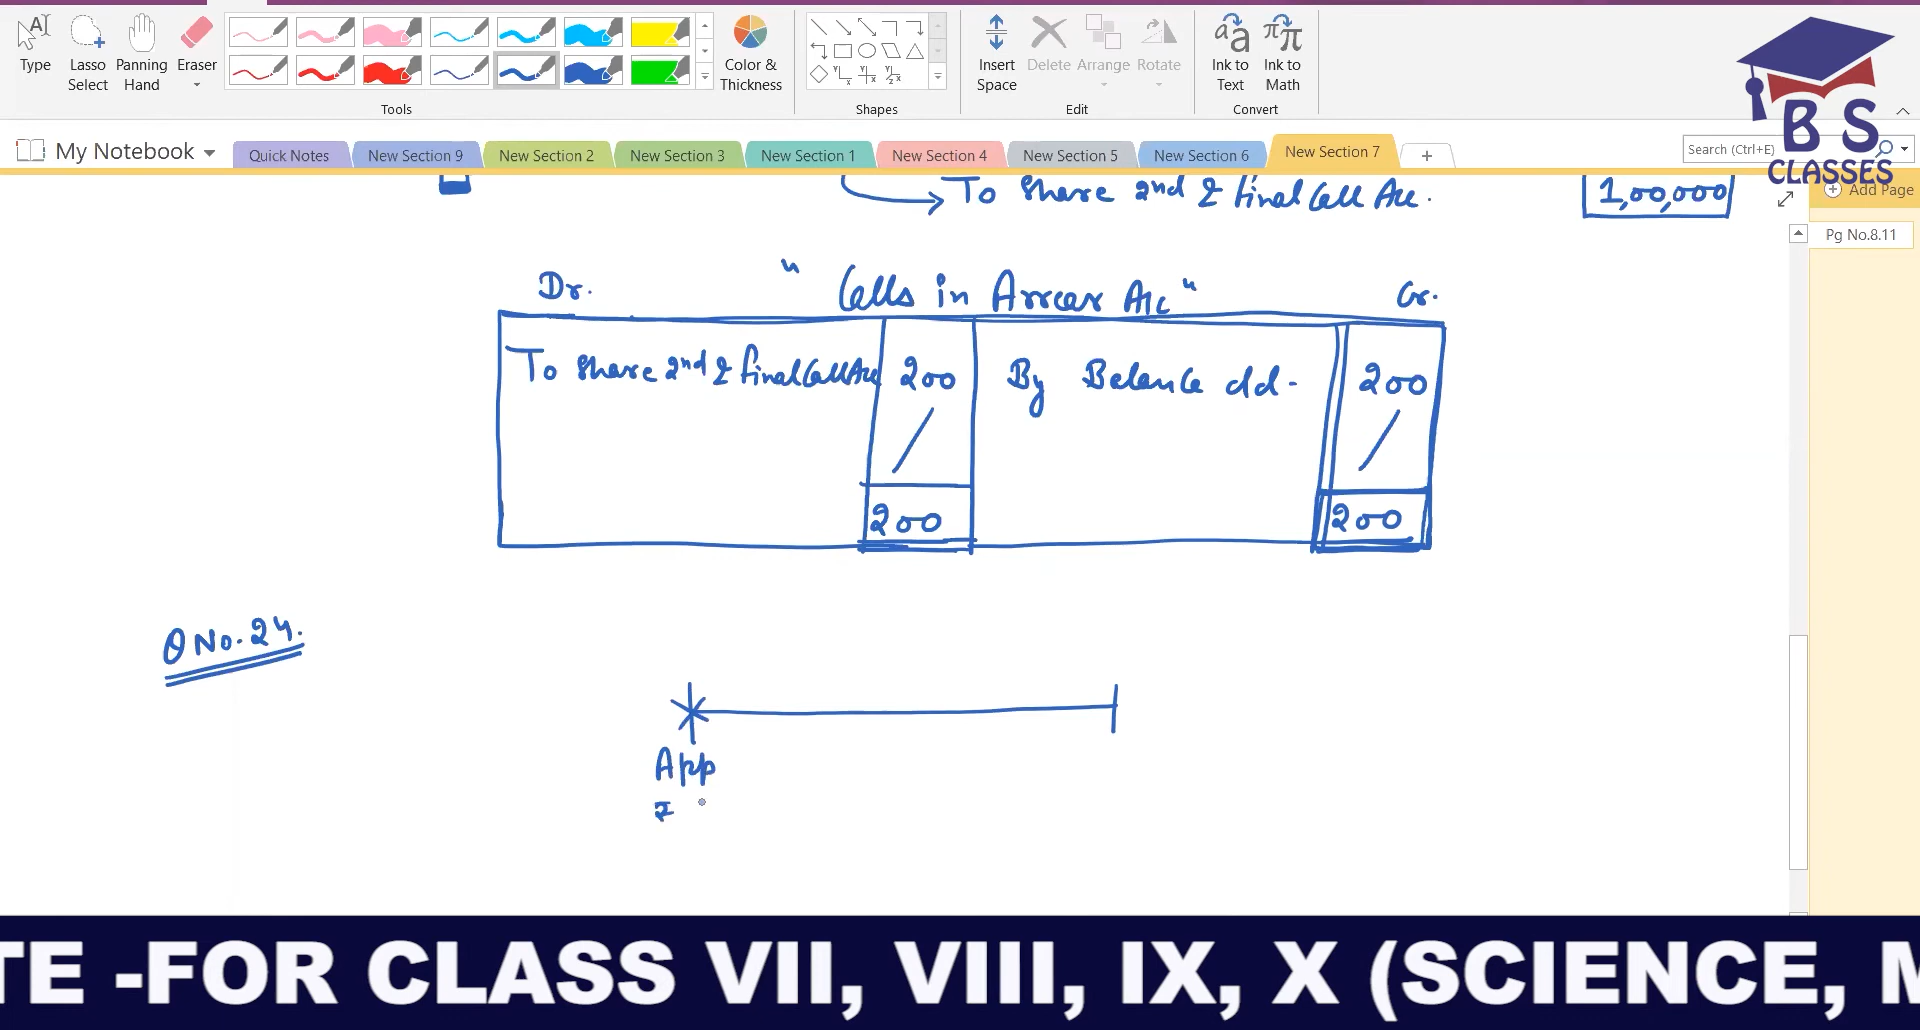 Type
Lasso Select
Panning Hand
Eraser
Color & Thickness
Insert Space
Delete
Arrange
Rotate
Ink to Text
Ink to Math
Tools
Shapes
Edit
Convert
B S
CLASSES
My Notebook
Quick Notes
New Section 9
New Section 2
New Section 3
New Section 1
New Section 4
New Section 5
New Section 6
New Section 7
Search (Ctrl+E)
Add Page
Pg No.8.11
To Share 2nd & final Call A/c.
1,00,000
Dr.
"Calls in Arrear A/c"
Cr.
To Share 2nd & final Call A/c 200 By Balance c/d- 200
200 200
Q No. 24.
App
TE -FOR CLASS VII, VIII, IX, X (SCIENCE, M